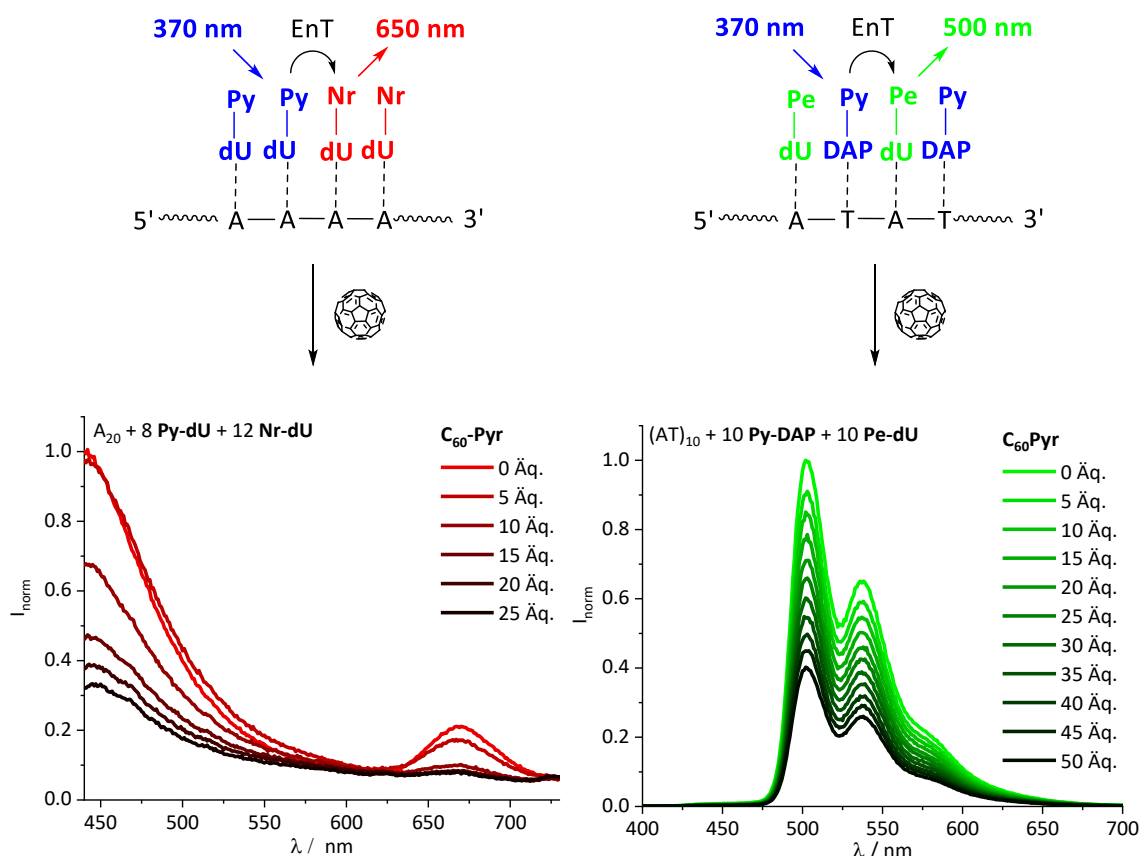 370 nm EnT 650 nm
Py Py Nr Nr
dU dU dU dU
5' A A A A 3'
370 nm EnT 500 nm
Pe Py Pe Py
dU DAP dU DAP
5' A T A T 3'
A20 + 8 Py-dU + 12 Nr-dU
C60-Pyr
0 Äq.
5 Äq.
10 Äq.
15 Äq.
20 Äq.
25 Äq.
Inorm
1.0
0.8
0.6
0.4
0.2
0.0
450 500 550 600 650 700
λ / nm
(AT)10 + 10 Py-DAP + 10 Pe-dU
C60Pyr
0 Äq.
5 Äq.
10 Äq.
15 Äq.
20 Äq.
25 Äq.
30 Äq.
35 Äq.
40 Äq.
45 Äq.
50 Äq.
Inorm
1.0
0.8
0.6
0.4
0.2
0.0
400 450 500 550 600 650 700
λ / nm